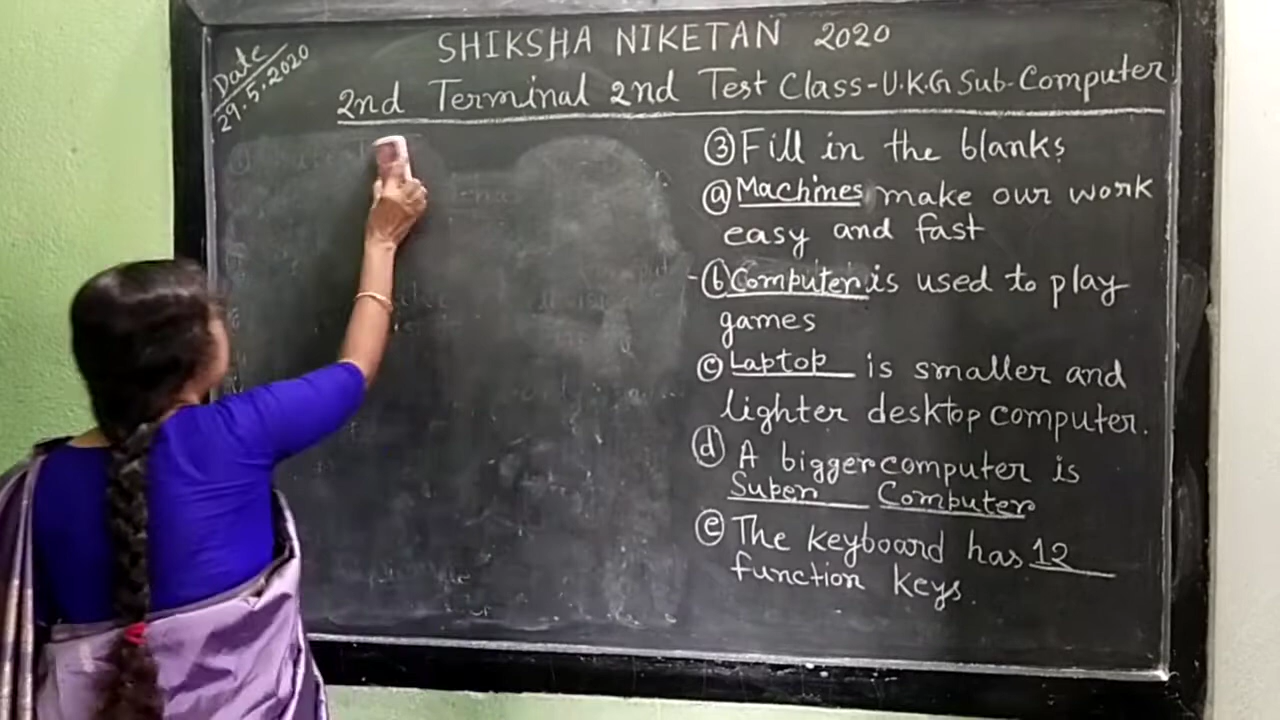 Date
29.5.2020
SHIKSHA NIKETAN 2020
2nd Terminal 2nd Test Class-U.K.G Sub-Computer
③ Fill in the blanks
ⓐ Machines make our work
easy and fast
ⓑ Computer is used to play
games
ⓒ Laptop is smaller and
lighter desktop computer.
ⓓ A bigger computer is
Super Computer
ⓔ The keyboard has 12
function keys.